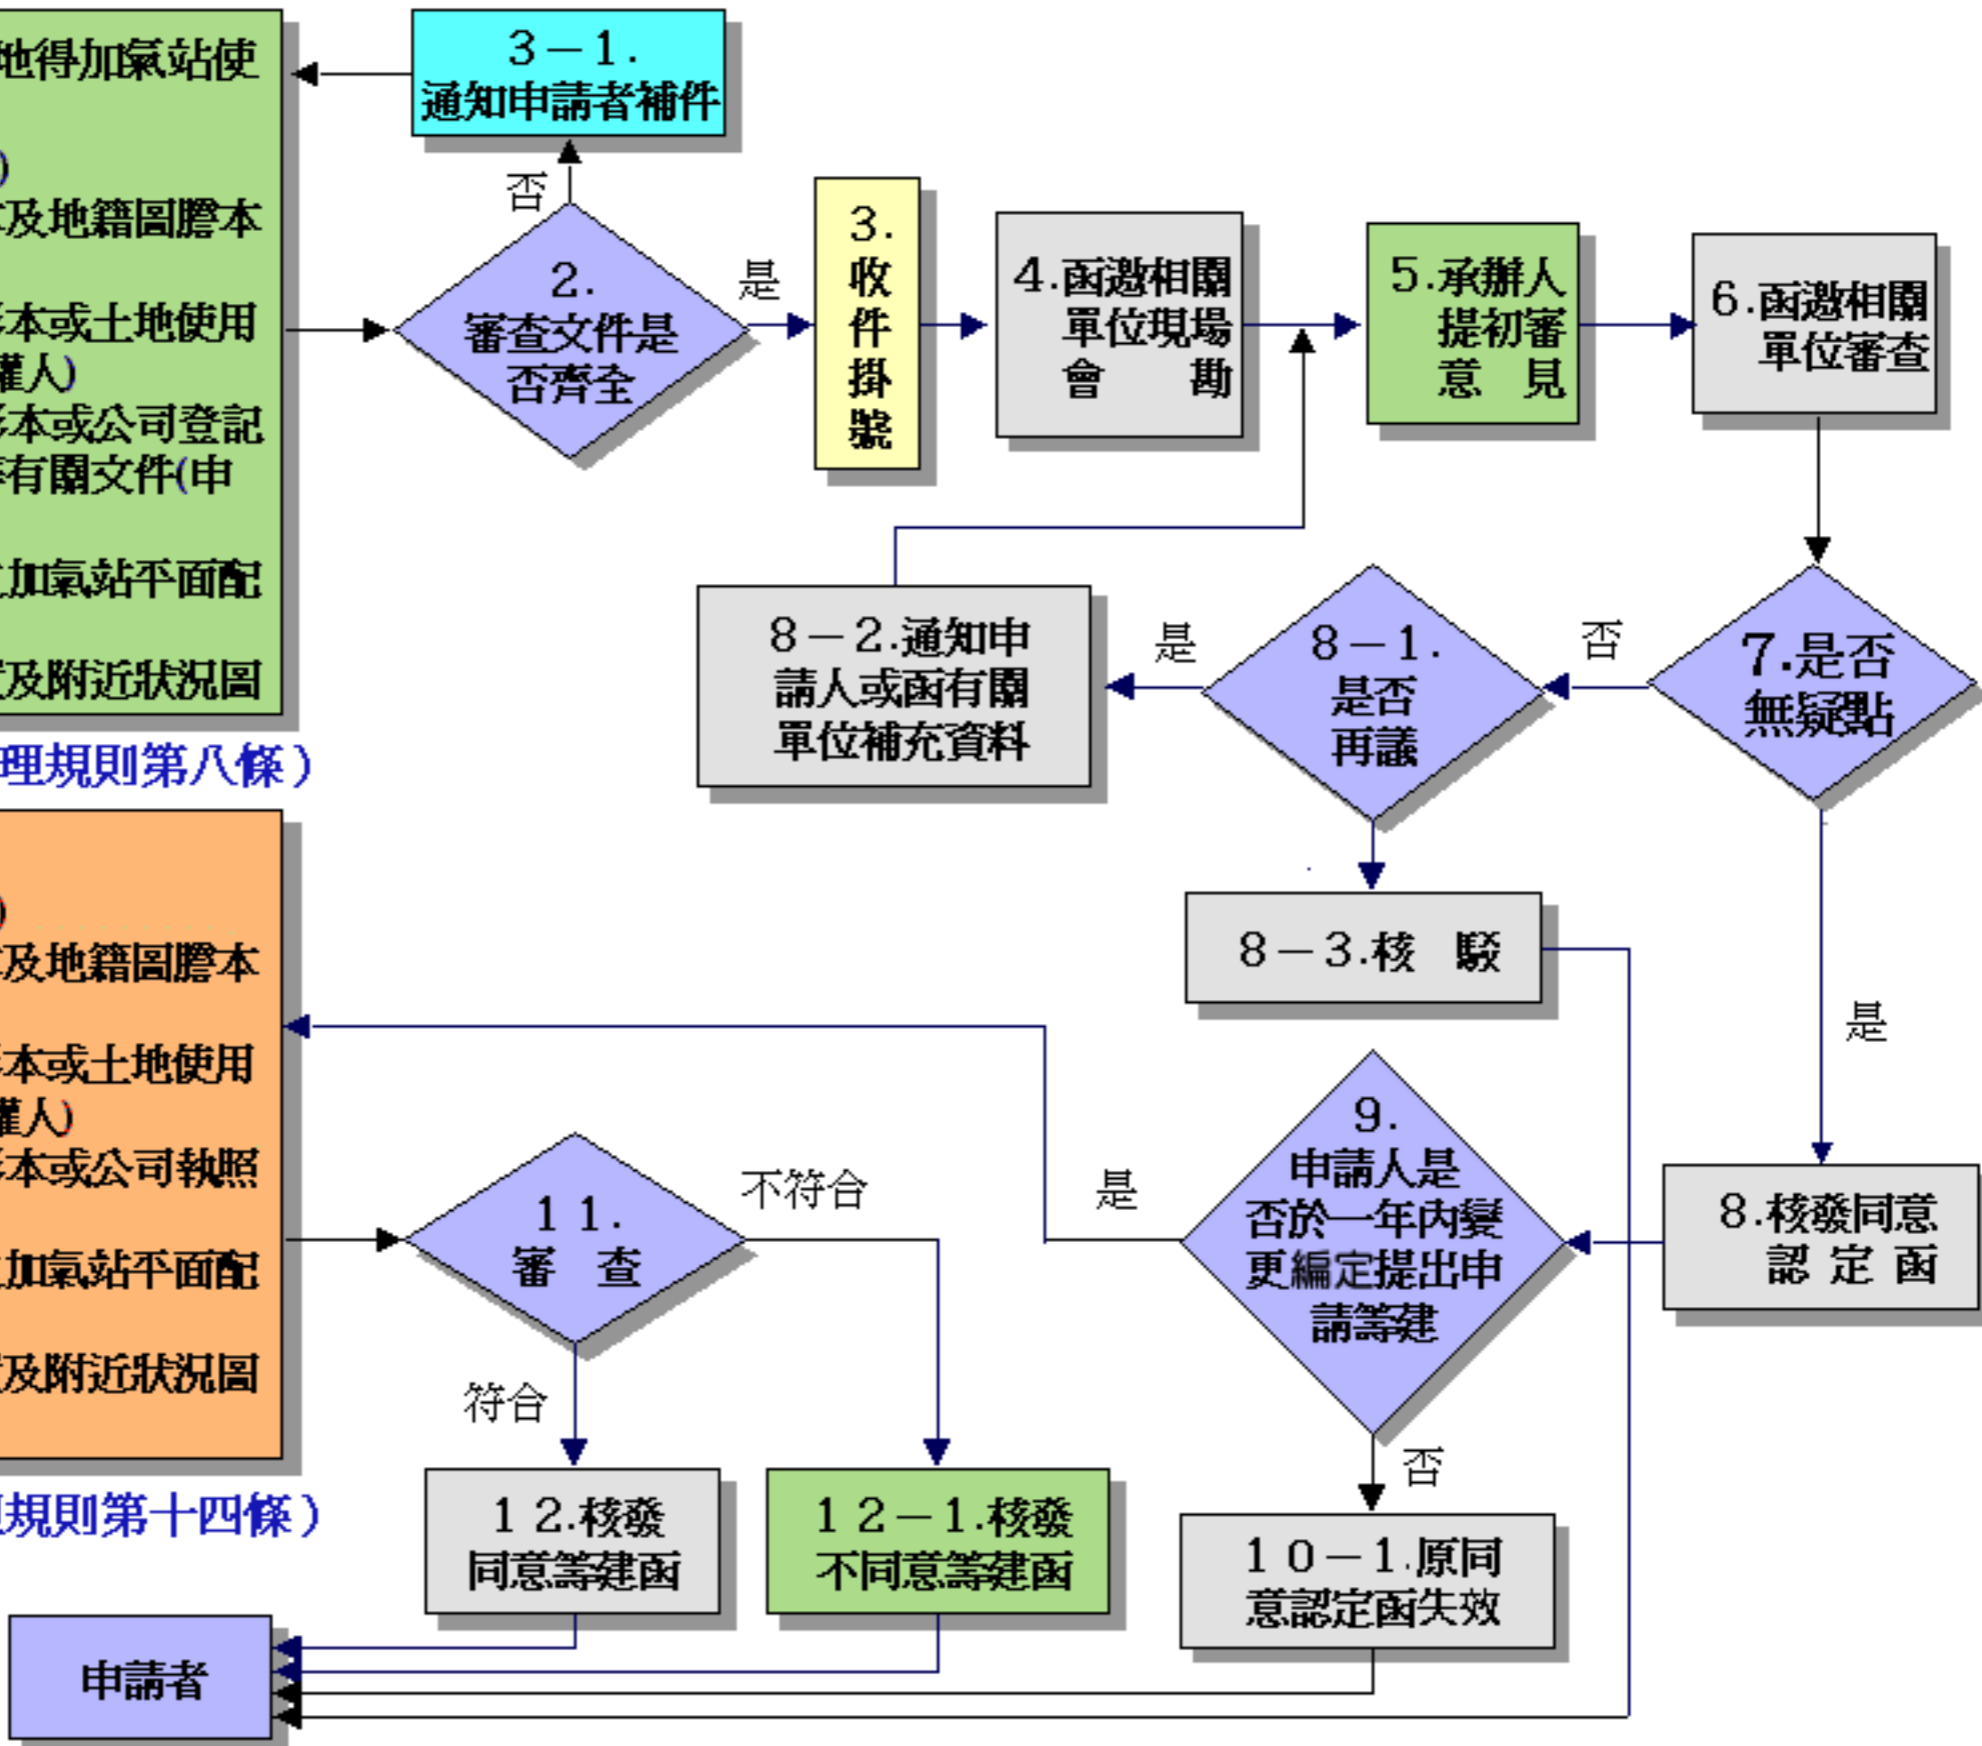 地得加氣站使
)
及地籍圖謄本
本或土地使用
權人)
本或公司登記
有關文件(申
加氣站平面配
及附近狀況圖
理規則第八條）
3－1.
通知申請者補件
否
2.
審查文件是
否齊全
是
3.
收
件
掛
號
4.函邀相關
單位現場
會　　勘
5.承辦人
提初審
意　見
6.函邀相關
單位審查
7.是否
無疑點
否
8－1.
是否
再議
是
8－2.通知申
請人或函有關
單位補充資料
8－3.核　駁
是
8.核發同意
認 定 函
9.
申請人是
否於一年內變
更編定提出申
請籌建
是
否
10－1.原同
意認定函失效
)
及地籍圖謄本
本或土地使用
權人)
本或公司執照
加氣站平面配
及附近狀況圖
規則第十四條）
11.
審　查
不符合
符合
12.核發
同意籌建函
12－1.核發
不同意籌建函
申請者